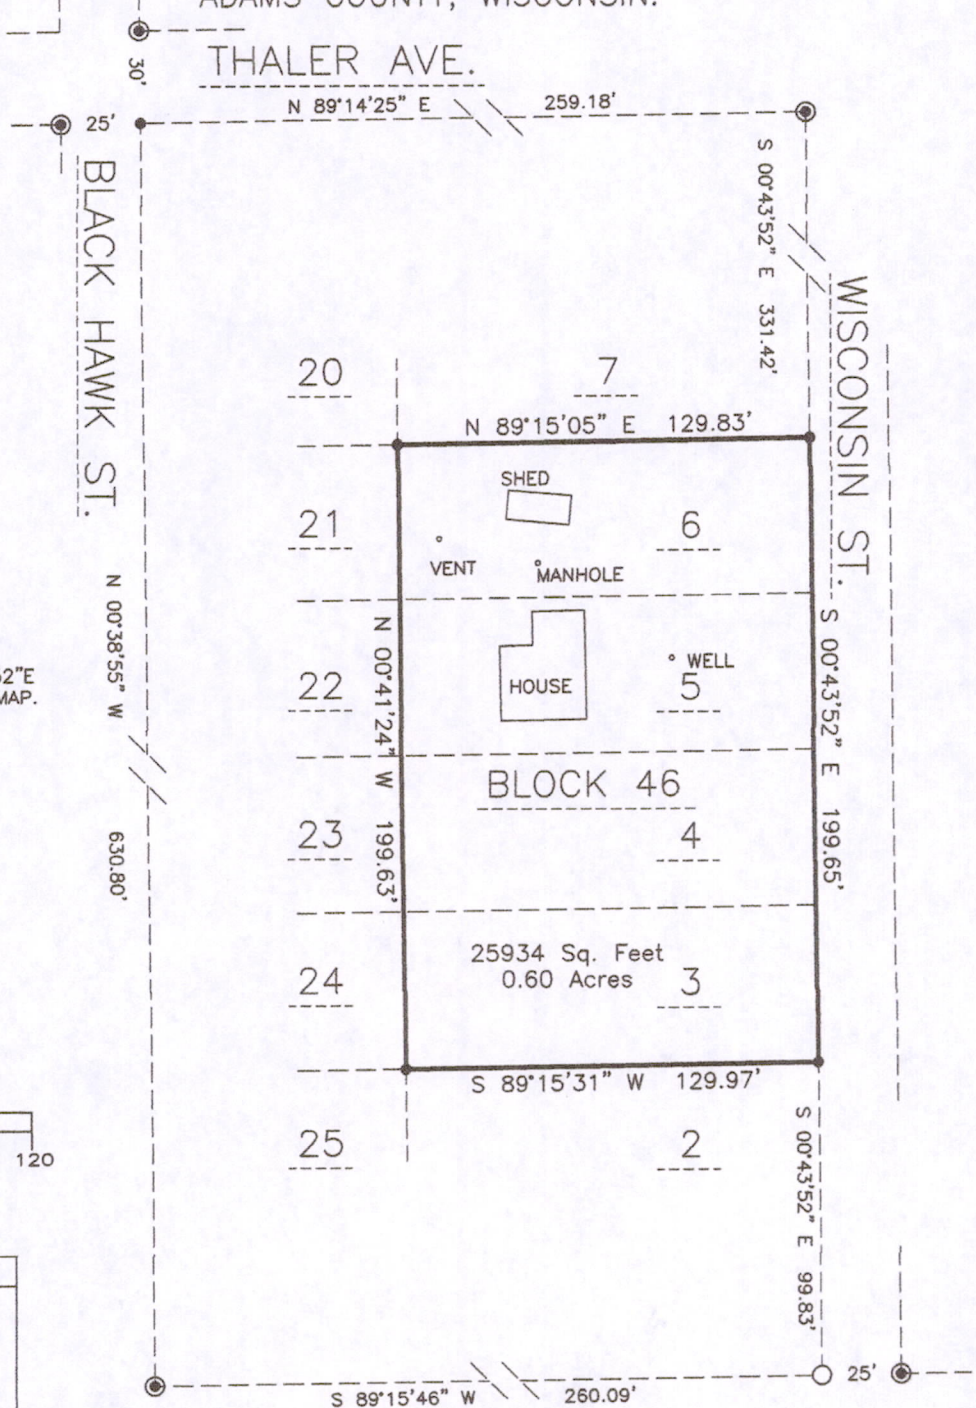 ADAMS COUNTY, WISCONSIN.
THALER AVE.
30'
N 89°14'25" E 259.18'
25'
BLACK HAWK ST.
S 00°43'52" E 331.42'
WISCONSIN ST.
20
7
N 89°15'05" E 129.83'
SHED
21
6
VENT
MANHOLE
N 00°38'55" W 630.80'
N 00°41'24" W 199.63'
S 00°43'52" E 199.65'
52"E
MAP.
WELL
22
HOUSE
5
BLOCK 46
23
4
25934 Sq. Feet
0.60 Acres
24
3
S 89°15'31" W 129.97'
25
2
120
S 00°43'52" E 99.83'
25'
S 89°15'46" W 260.09'